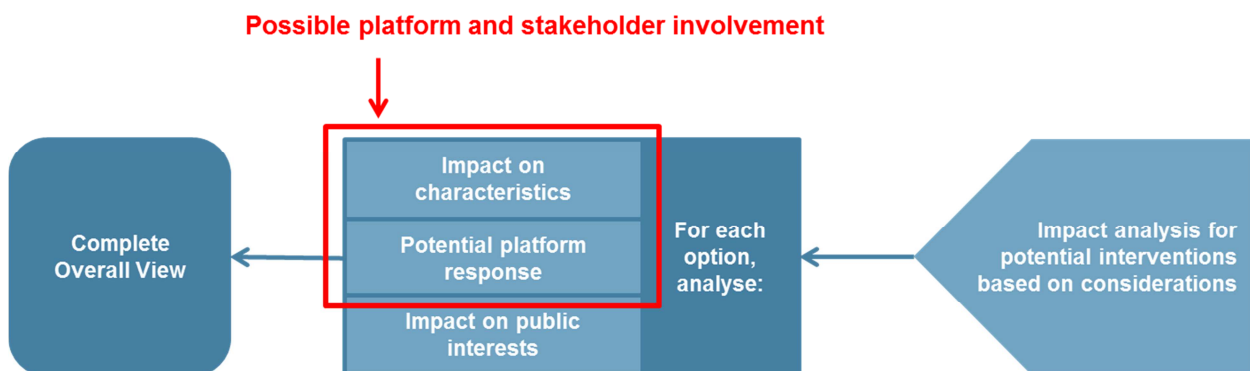 Possible platform and stakeholder involvement
Complete
Overall View
Impact on
characteristics
Potential platform
response
Impact on public
interests
For each
option,
analyse:
Impact analysis for
potential interventions
based on considerations